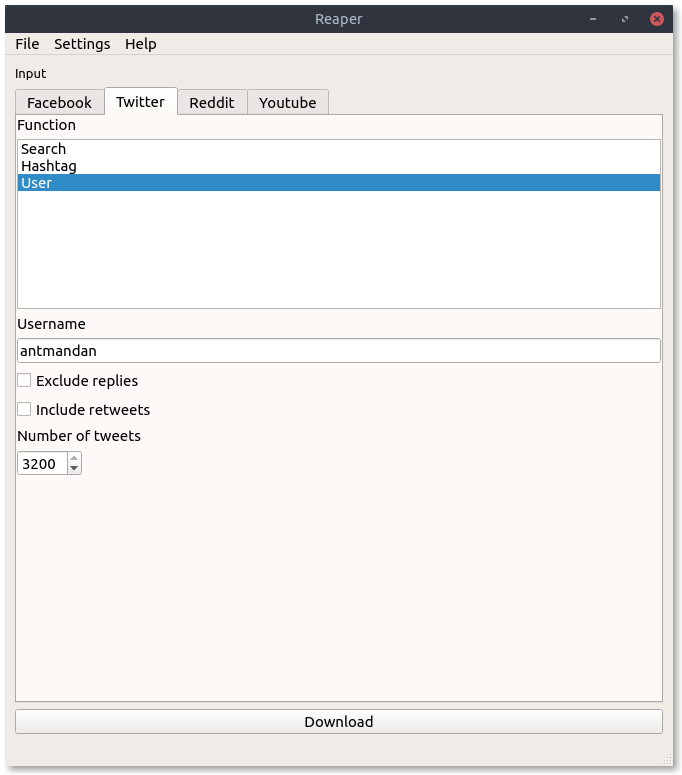 Reaper
File Settings Help
Input
Facebook Twitter Reddit Youtube
Function
Search
Hashtag
User
Username
antmandan
Exclude replies
Include retweets
Number of tweets
3200
Download